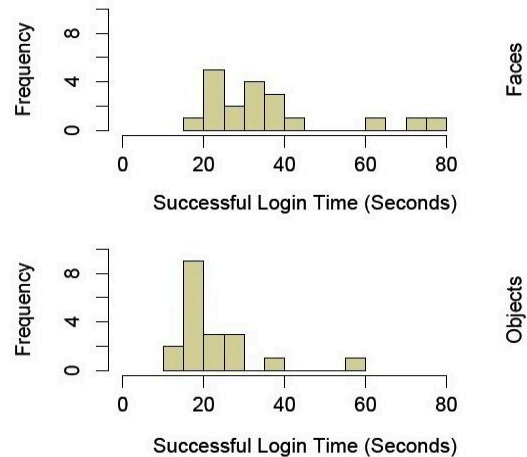 Frequency
8
4
0
0 20 40 60 80
Successful Login Time (Seconds)
Faces
Frequency
8
4
0
0 20 40 60 80
Successful Login Time (Seconds)
Objects